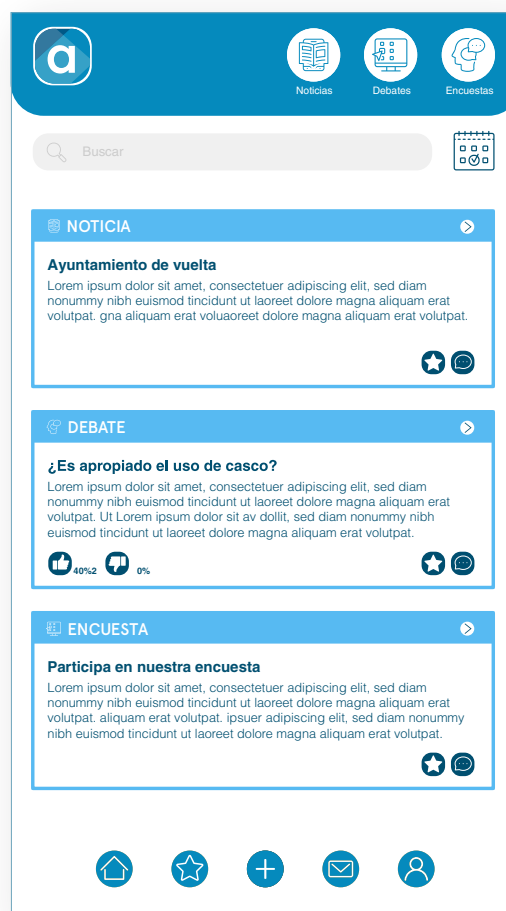 a
Noticias
Debates
Encuestas
Buscar
NOTICIA
Ayuntamiento de vuelta
Lorem ipsum dolor sit amet, consectetuer adipiscing elit, sed diam
nonummy nibh euismod tincidunt ut laoreet dolore magna aliquam erat
volutpat. gna aliquam erat voluaoreet dolore magna aliquam erat volutpat.
DEBATE
¿Es apropiado el uso de casco?
Lorem ipsum dolor sit amet, consectetuer adipiscing elit, sed diam
nonummy nibh euismod tincidunt ut laoreet dolore magna aliquam erat
volutpat. Ut Lorem ipsum dolor sit av dollit, sed diam nonummy nibh
euismod tincidunt ut laoreet dolore magna aliquam erat volutpat.
40%2 0%
ENCUESTA
Participa en nuestra encuesta
Lorem ipsum dolor sit amet, consectetuer adipiscing elit, sed diam
nonummy nibh euismod tincidunt ut laoreet dolore magna aliquam erat
volutpat. aliquam erat volutpat. ipsuer adipiscing elit, sed diam nonummy
nibh euismod tincidunt ut laoreet dolore magna aliquam erat volutpat.